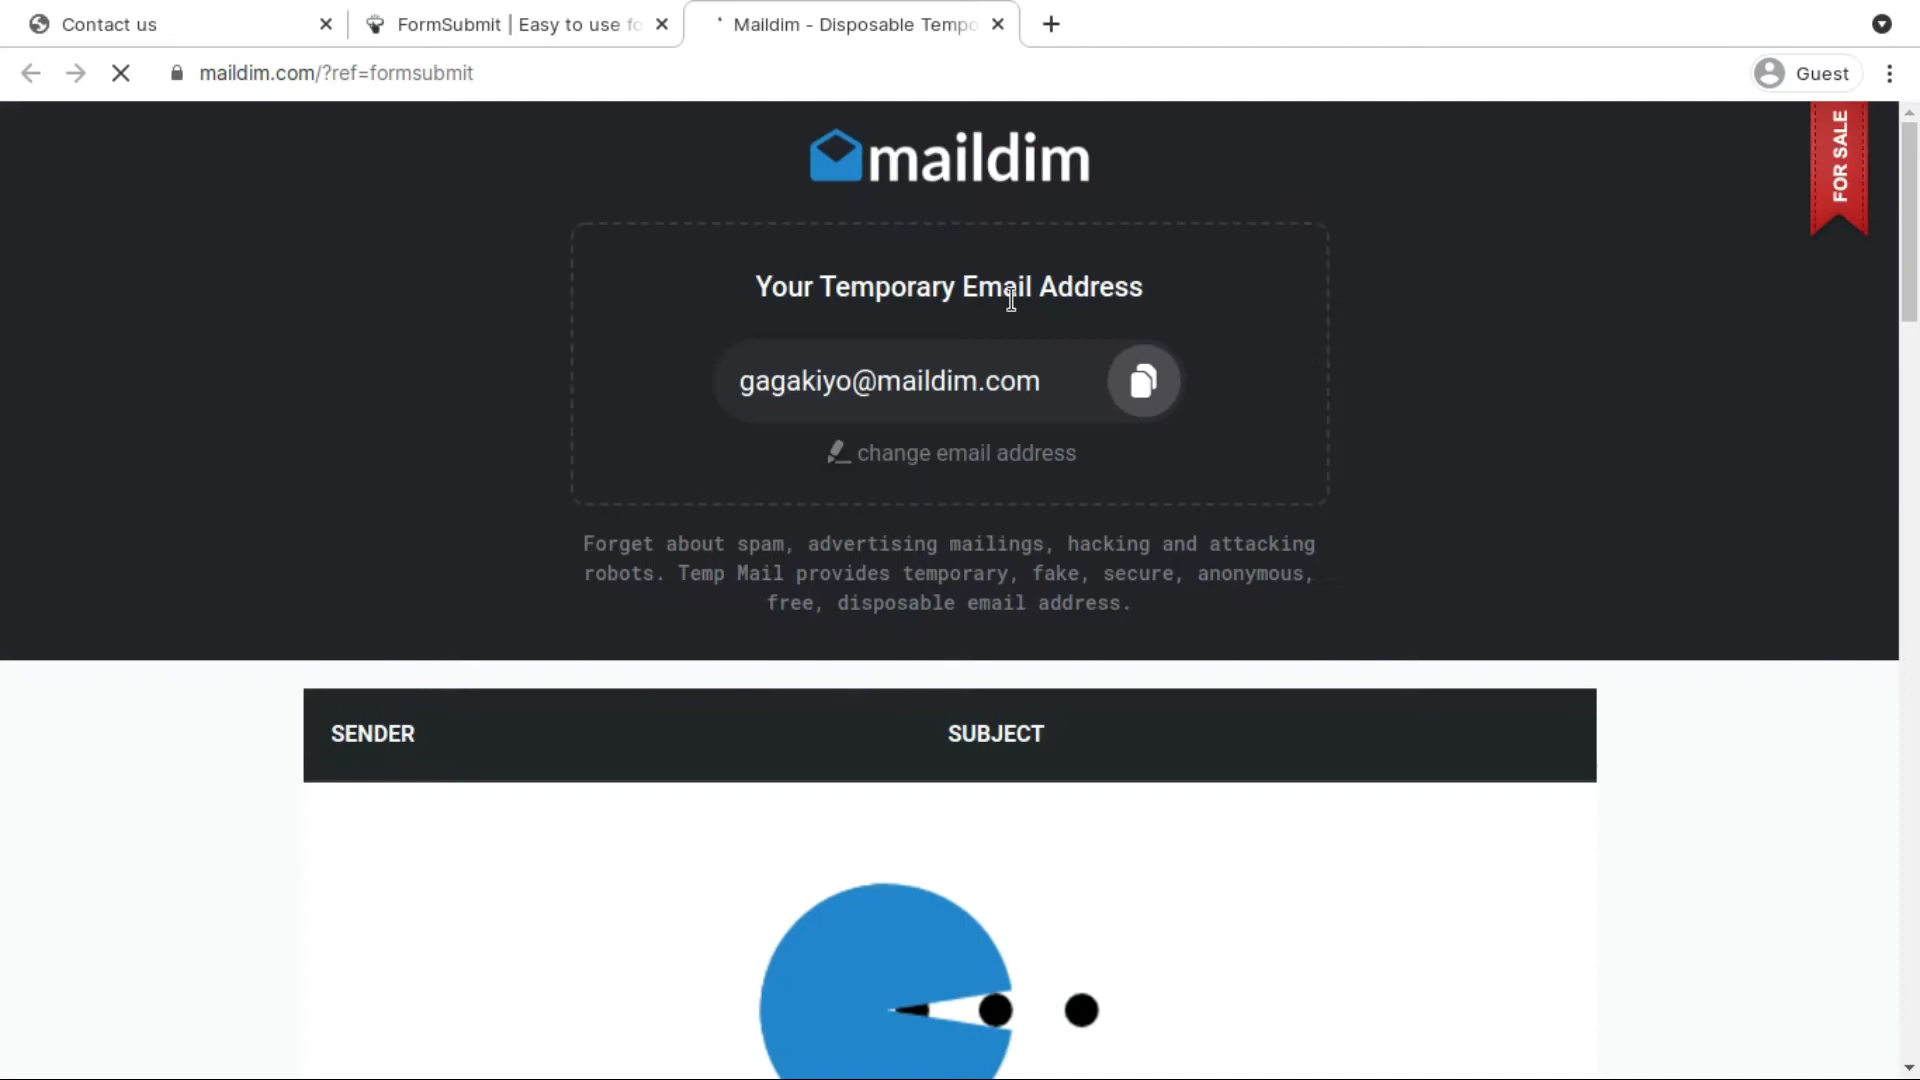 Contact us
FormSubmit | Easy to use fo
Maildim - Disposable Tempo
maildim.com/?ref=formsubmit
Guest
maildim
FOR SALE
Your Temporary Email Address
gagakiyo@maildim.com
change email address
Forget about spam, advertising mailings, hacking and attacking
robots. Temp Mail provides temporary, fake, secure, anonymous,
free, disposable email address.
SENDER SUBJECT